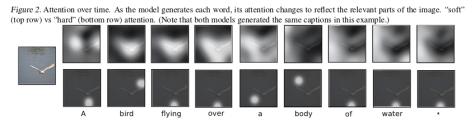 Figure 2. Attention over time. As the model generates each word, its attention changes to reflect the relevant parts of the image. "soft"
(top row) vs "hard" (bottom row) attention. (Note that both models generated the same captions in this example.)
A bird flying over a body of water .